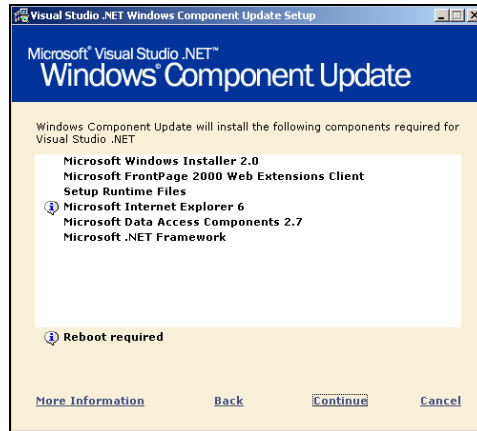 Visual Studio .NET Windows Component Update Setup
Microsoft® Visual Studio .NET™
Windows® Component Update
Windows Component Update will install the following components required for
Visual Studio .NET
Microsoft Windows Installer 2.0
Microsoft FrontPage 2000 Web Extensions Client
Setup Runtime Files
Microsoft Internet Explorer 6
Microsoft Data Access Components 2.7
Microsoft .NET Framework
Reboot required
More Information Back Continue Cancel